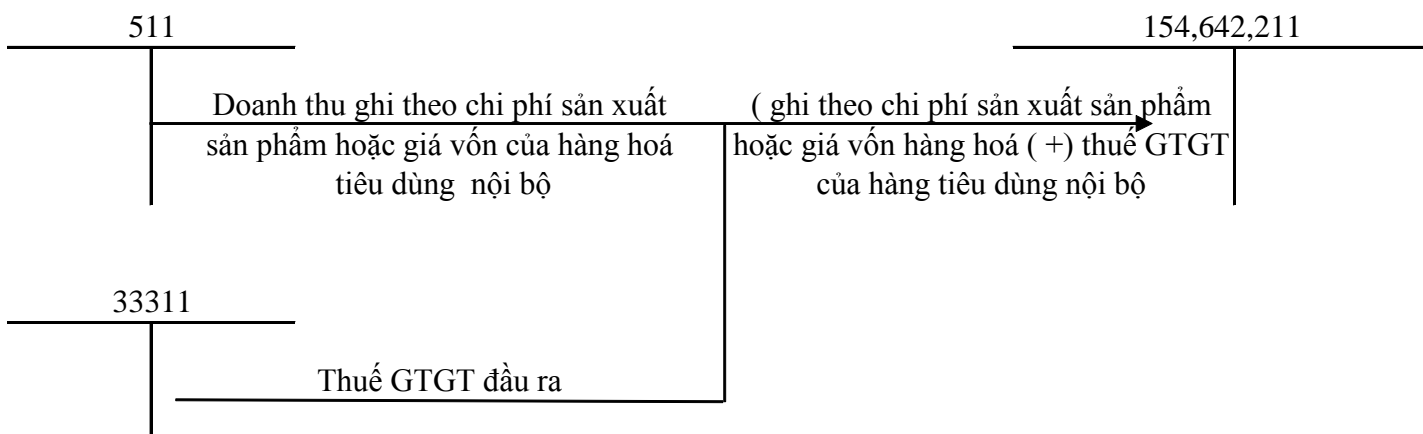 511
154,642,211
Doanh thu ghi theo chi phí sản xuất
sản phẩm hoặc giá vốn của hàng hoá
tiêu dùng nội bộ
( ghi theo chi phí sản xuất sản phẩm
hoặc giá vốn hàng hoá ( +) thuế GTGT
của hàng tiêu dùng nội bộ
33311
Thuế GTGT đầu ra